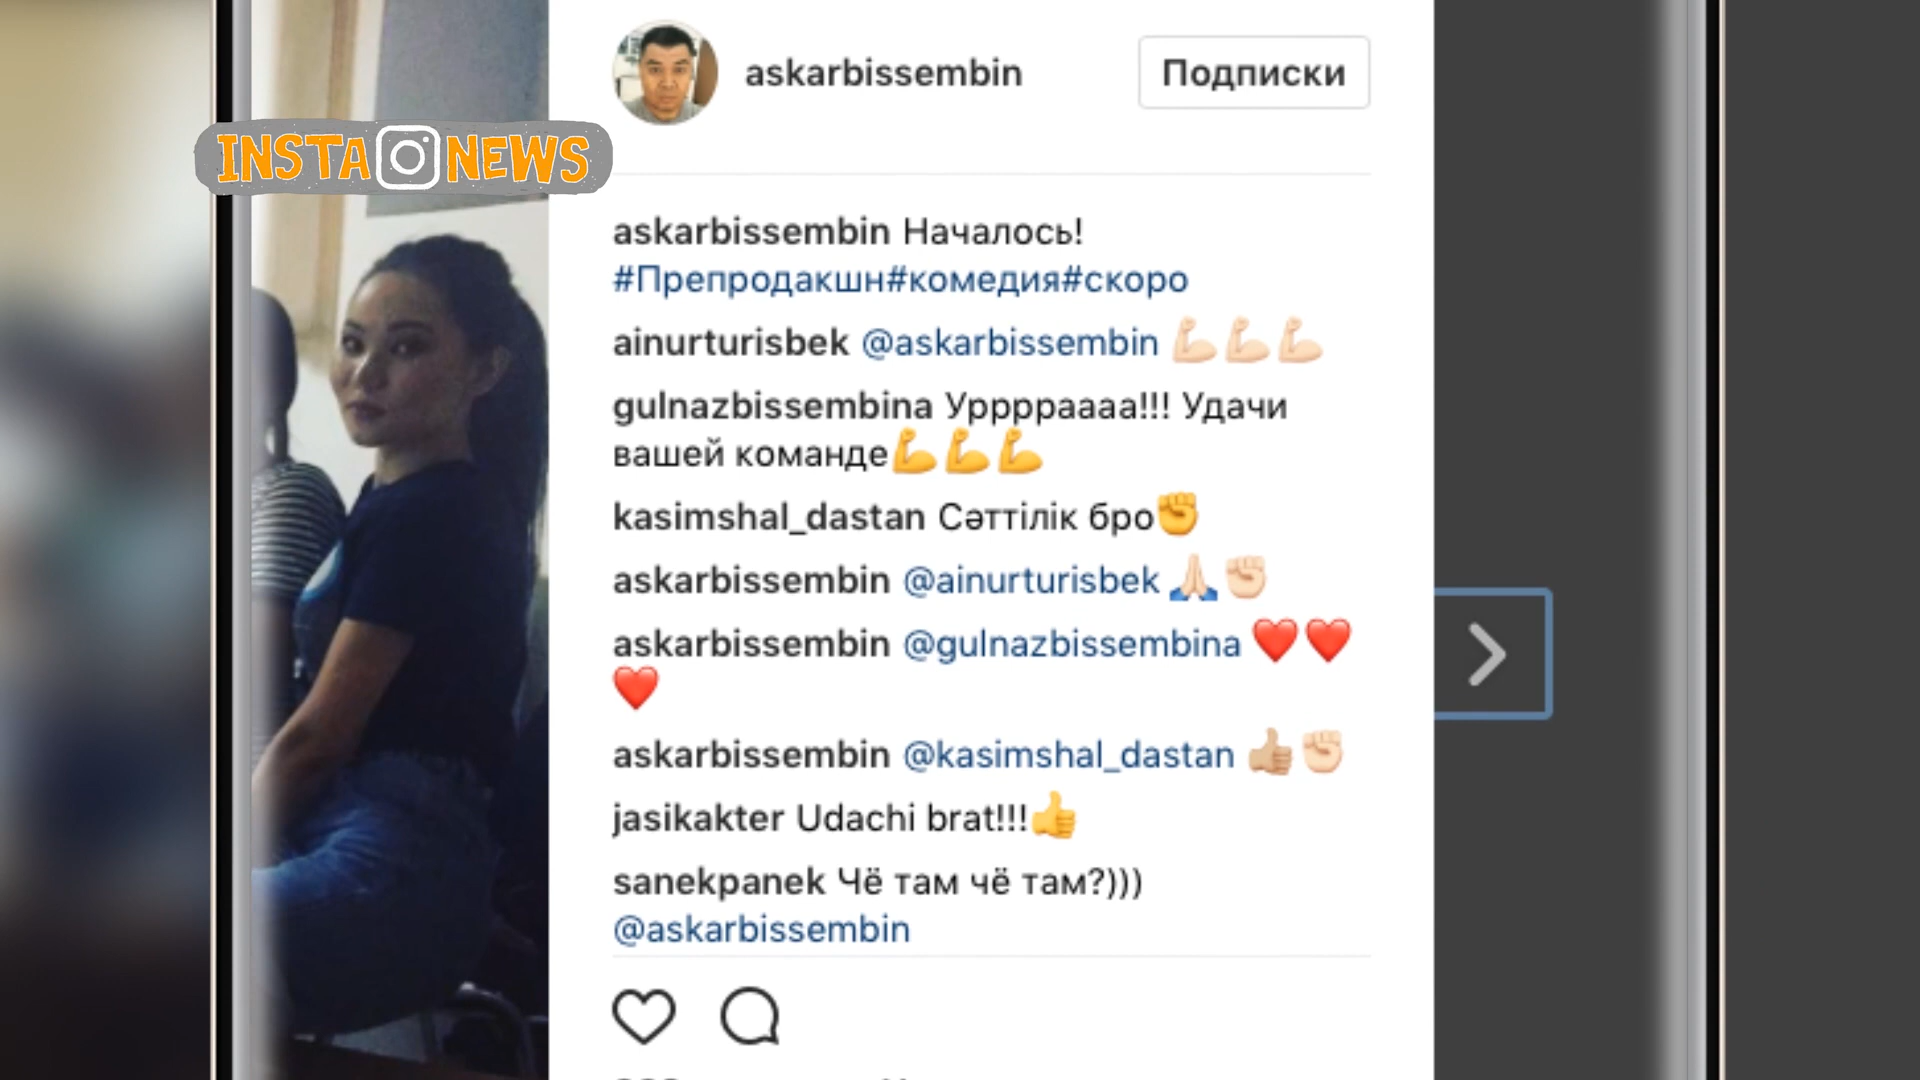 askarbissembin Подписки
INSTA NEWS
askarbissembin Началось!
#Препродакшн#комедия#скоро
ainurturisbek @askarbissembin 💪🏻💪🏻💪🏻
gulnazbissembina Урррраааа!!! Удачи
вашей команде💪💪💪
kasimshal_dastan Сәттілік бро✊
askarbissembin @ainurturisbek 🙏🏻✊🏻
askarbissembin @gulnazbissembina ❤️❤️
❤️
askarbissembin @kasimshal_dastan 👍🏼✊🏻
jasikakter Udachi brat!!!👍
sanekpanek Чё там чё там?)))
@askarbissembin